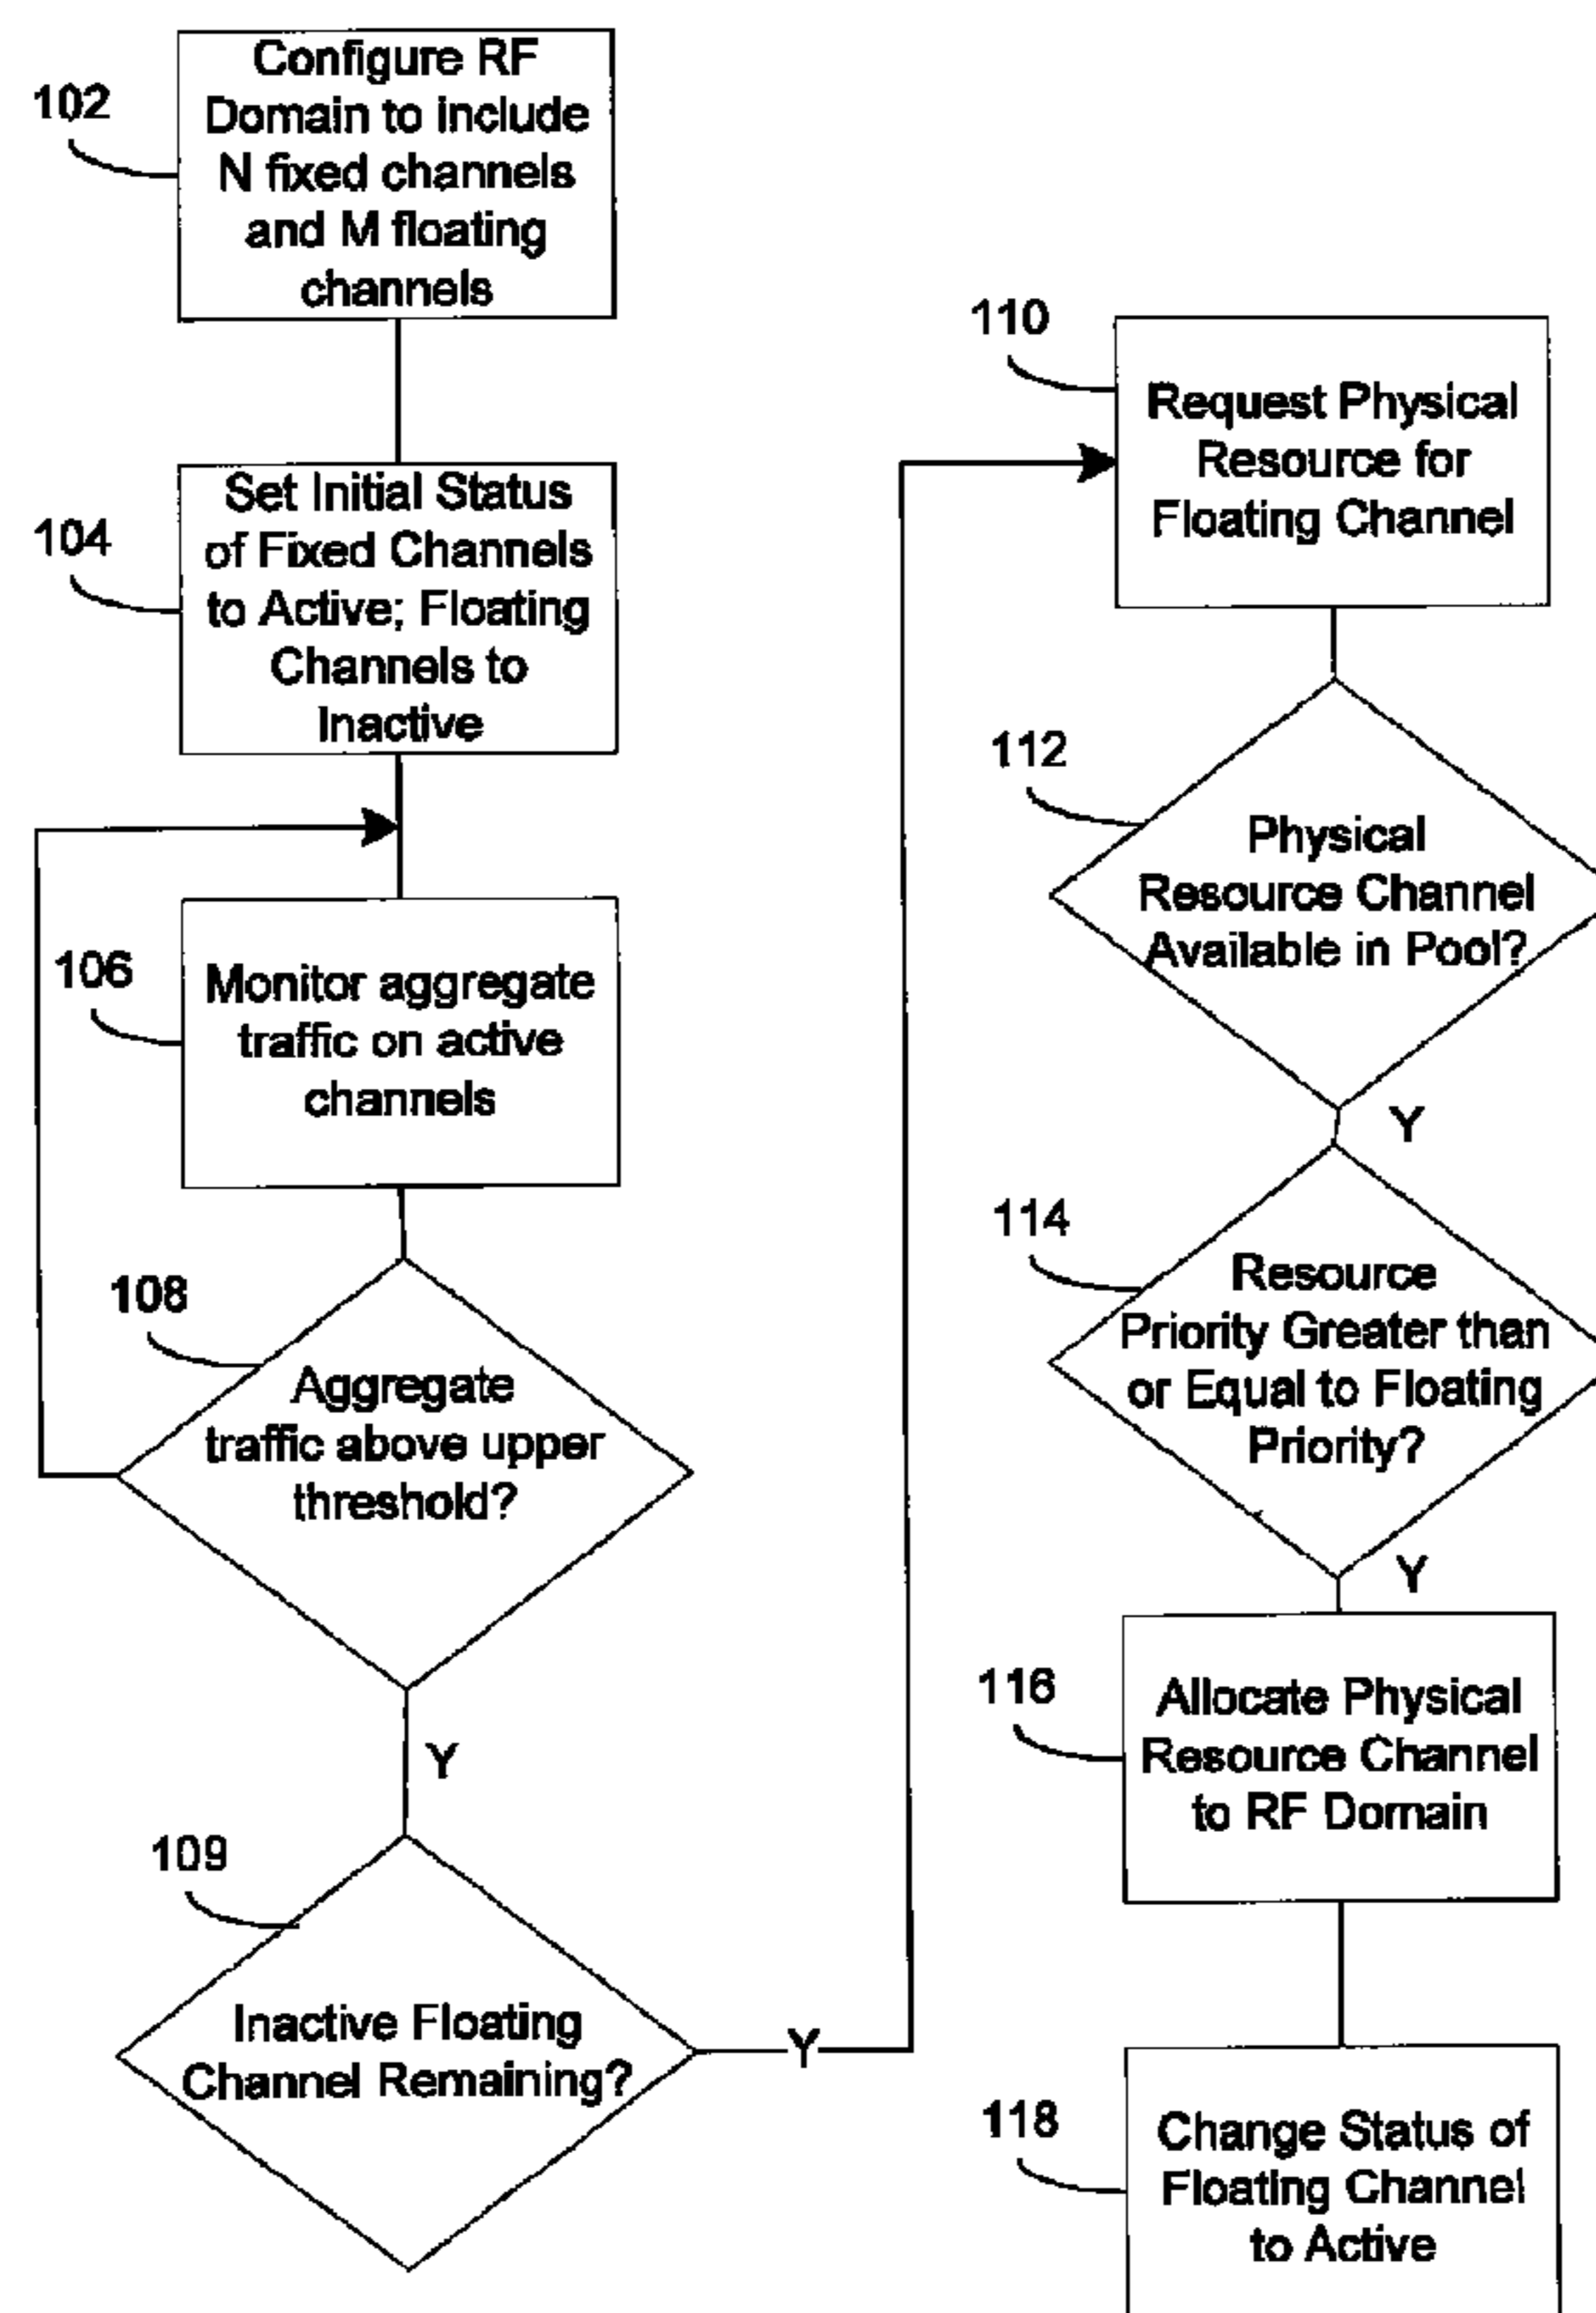 102
Configure RF
Domain to include
N fixed channels
and M floating
channels
104
Set Initial Status
of Fixed Channels
to Active; Floating
Channels to
Inactive
106
Monitor aggregate
traffic on active
channels
108
Aggregate
traffic above upper
threshold?
Y
109
Inactive Floating
Channel Remaining?
Y
110
Request Physical
Resource for
Floating Channel
112
Physical
Resource Channel
Available in Pool?
Y
114
Resource
Priority Greater than
or Equal to Floating
Priority?
Y
116
Allocate Physical
Resource Channel
to RF Domain
118
Change Status of
Floating Channel
to Active